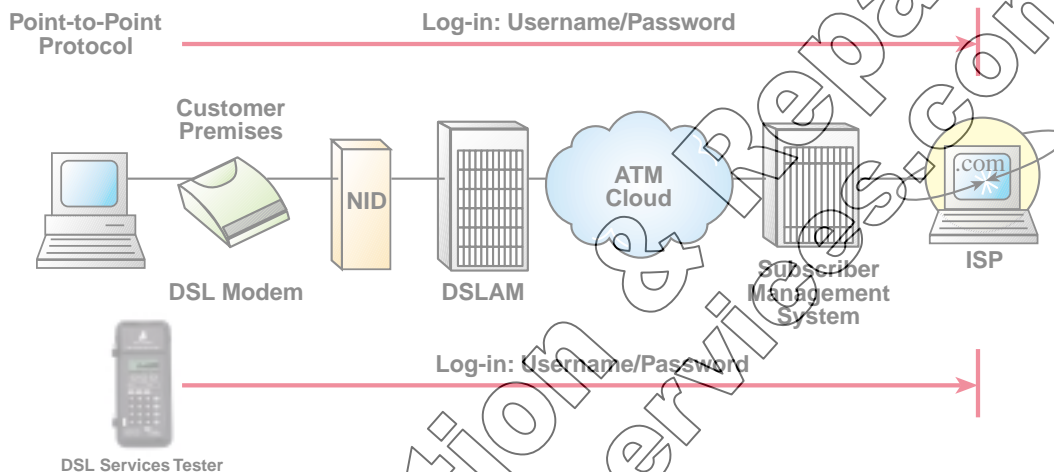 Point-to-Point
Protocol
Log-in: Username/Password
Customer
Premises
NID
ATM
Cloud
.com
DSL Modem
DSLAM
Subscriber
Management
System
ISP
Log-in: Username/Password
DSL Services Tester